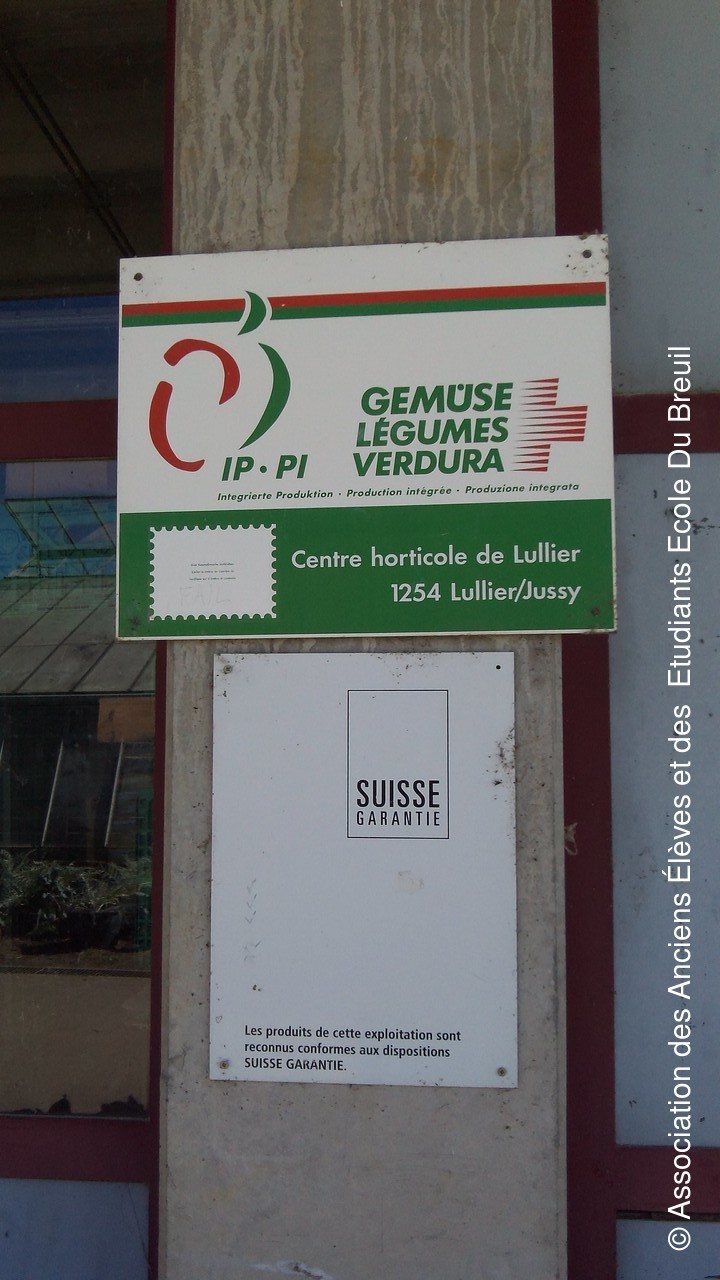 GEMÜSE
LÉGUMES
VERDURA
IP • PI
Integrierte Produktion · Production intégrée · Produzione integrata
Centre horticole de Lullier
1254 Lullier/Jussy
SUISSE
GARANTIE
Les produits de cette exploitation sont
reconnus conformes aux dispositions
SUISSE GARANTIE.
© Association des Anciens Élèves et des Etudiants Ecole Du Breuil